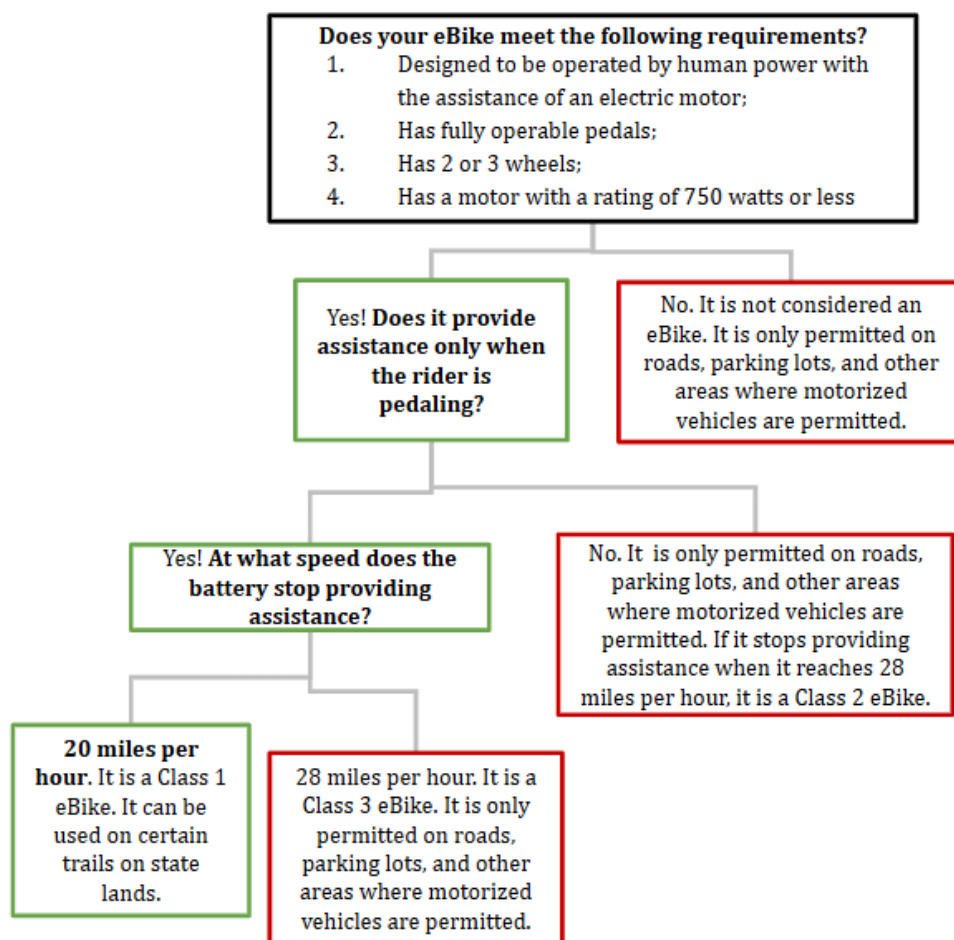 Does your eBike meet the following requirements?
1. Designed to be operated by human power with
the assistance of an electric motor;
2. Has fully operable pedals;
3. Has 2 or 3 wheels;
4. Has a motor with a rating of 750 watts or less
Yes! Does it provide
assistance only when
the rider is
pedaling?
No. It is not considered an
eBike. It is only permitted on
roads, parking lots, and other
areas where motorized
vehicles are permitted.
Yes! At what speed does the
battery stop providing
assistance?
No. It is only permitted on roads,
parking lots, and other areas
where motorized vehicles are
permitted. If it stops providing
assistance when it reaches 28
miles per hour, it is a Class 2 eBike.
20 miles per
hour. It is a Class 1
eBike. It can be
used on certain
trails on state
lands.
28 miles per hour. It is a
Class 3 eBike. It is only
permitted on roads,
parking lots, and other
areas where motorized
vehicles are permitted.